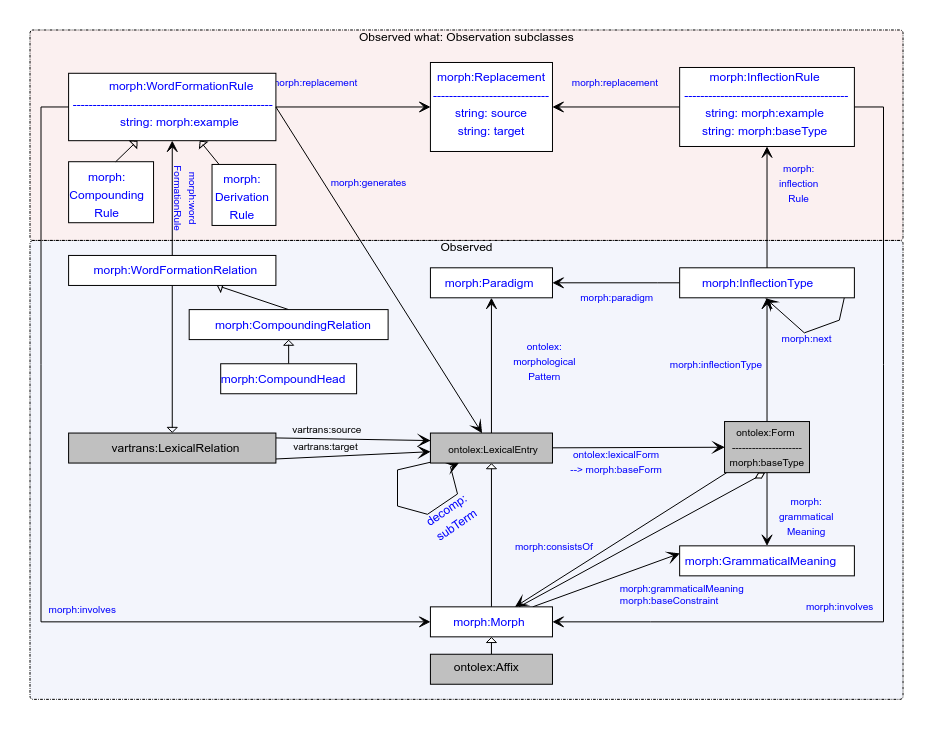 Observed what: Observation subclasses
morph:WordFormationRule
string: morph:example
morph:replacement
morph:Replacement
string: source
string: target
morph:replacement
morph:InflectionRule
string: morph:example
string: morph:baseType
morph:
Compounding
Rule
morph:word
FormationRule
morph:
Derivation
Rule
morph:generates
morph:
inflection
Rule
Observed
morph:WordFormationRelation
morph:Paradigm
morph:paradigm
morph:InflectionType
morph:CompoundingRelation
morph:next
morph:CompoundHead
ontolex:
morphological
Pattern
morph:inflectionType
vartrans:LexicalRelation
vartrans:source
vartrans:target
ontolex:LexicalEntry
ontolex:lexicalForm
--> morph:baseForm
ontolex:Form
morph:baseType
decomp:
subTerm
morph:
grammatical
Meaning
morph:consistsOf
morph:GrammaticalMeaning
morph:grammaticalMeaning
morph:baseConstraint
morph:involves
morph:involves
morph:Morph
ontolex:Affix